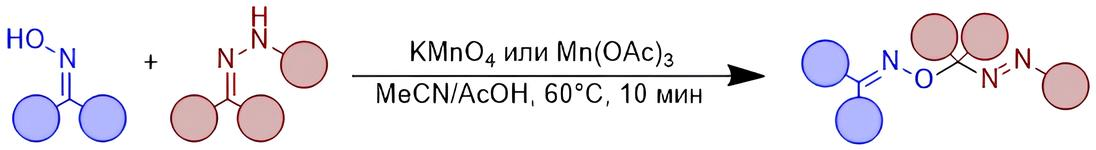 HO
N
+
H
N
N
KMnO₄ или Mn(OAc)₃
MeCN/AcOH, 60°C, 10 мин
N
O
N
N